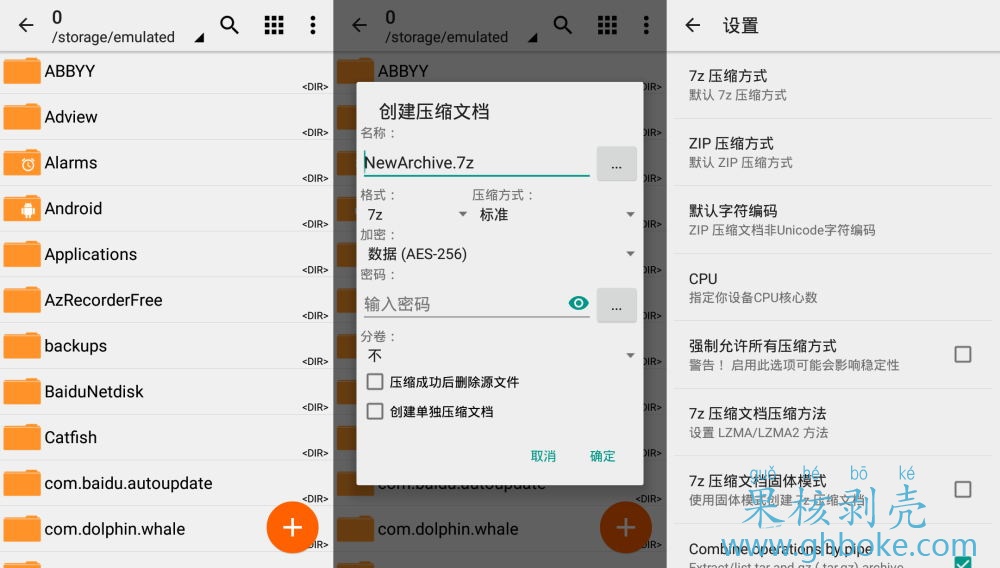 0
/storage/emulated
ABBYY
<DIR>
Adview
<DIR>
Alarms
<DIR>
Android
<DIR>
Applications
<DIR>
AzRecorderFree
<DIR>
backups
<DIR>
BaiduNetdisk
<DIR>
Catfish
<DIR>
com.baidu.autoupdate
<DIR>
com.dolphin.whale
<DIR>
0
/storage/emulated
ABBYY
创建压缩文档
名称：
NewArchive.7z
...
格式： 压缩方式：
7z 标准
加密：
数据 (AES-256)
密码：
输入密码
...
分卷：
不
压缩成功后删除源文件
创建单独压缩文档
取消 确定
com.baidu.autoupdate
com.dolphin.whale
设置
7z 压缩方式
默认 7z 压缩方式
ZIP 压缩方式
默认 ZIP 压缩方式
默认字符编码
ZIP 压缩文档非Unicode字符编码
CPU
指定你设备CPU核心数
强制允许所有压缩方式
警告！ 启用此选项可能会影响稳定性
7z 压缩文档压缩方法
设置 LZMA/LZMA2 方法
7z 压缩文档固体模式
使用固体模式创建 7z 压缩文档
guǒ hé bō ké
果核剥壳
www.ghboke.com
Combine operations by pipe
Extract/list tar and gz (.tar.gz) archive